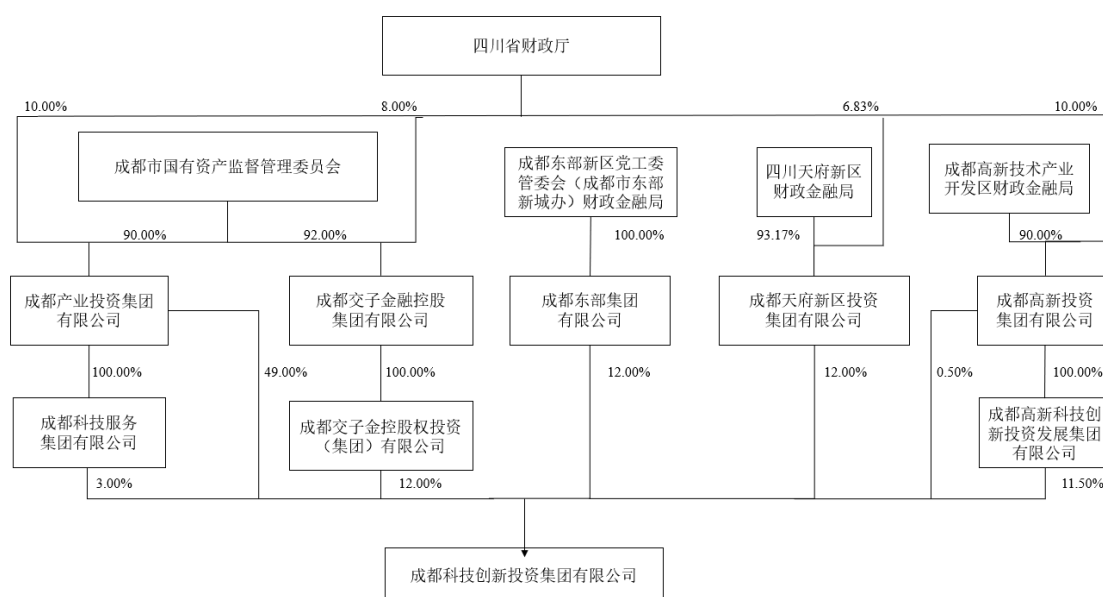 四川省财政厅
10.00%
8.00%
6.83%
10.00%
成都市国有资产监督管理委员会
成都东部新区党工委
管委会（成都市东部
新城办）财政金融局
四川天府新区
财政金融局
成都高新技术产业
开发区财政金融局
90.00%
92.00%
100.00%
93.17%
90.00%
成都产业投资集团
有限公司
成都交子金融控股
集团有限公司
成都东部集团
有限公司
成都天府新区投资
集团有限公司
成都高新投资
集团有限公司
100.00%
49.00%
100.00%
12.00%
12.00%
0.50%
100.00%
成都科技服务
集团有限公司
成都交子金控股权投资
（集团）有限公司
成都高新科技创
新投资发展集团
有限公司
3.00%
12.00%
11.50%
成都科技创新投资集团有限公司